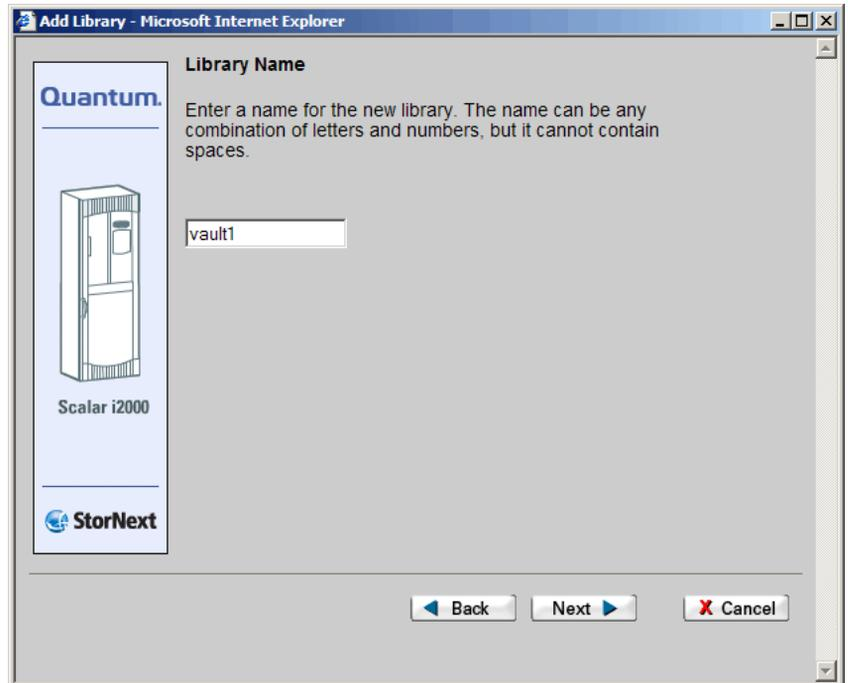 Add Library - Microsoft Internet Explorer
Quantum.
Scalar i2000
StorNext
Library Name
Enter a name for the new library. The name can be any
combination of letters and numbers, but it cannot contain
spaces.
vault1
Back
Next
X Cancel